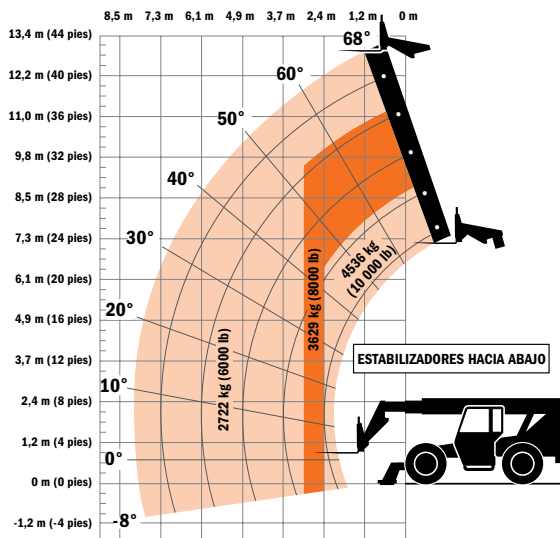 8,5 m 7,3 m 6,1 m 4,9 m 3,7 m 2,4 m 1,2 m 0 m
13,4 m (44 pies)
12,2 m (40 pies)
11,0 m (36 pies)
9,8 m (32 pies)
8,5 m (28 pies)
7,3 m (24 pies)
6,1 m (20 pies)
4,9 m (16 pies)
3,7 m (12 pies)
2,4 m (8 pies)
1,2 m (4 pies)
0 m (0 pies)
-1,2 m (-4 pies)
68°
60°
50°
40°
30°
20°
10°
0°
-8°
2722 kg (6000 lb)
3629 kg (8000 lb)
4536 kg
(10 000 lb)
ESTABILIZADORES HACIA ABAJO